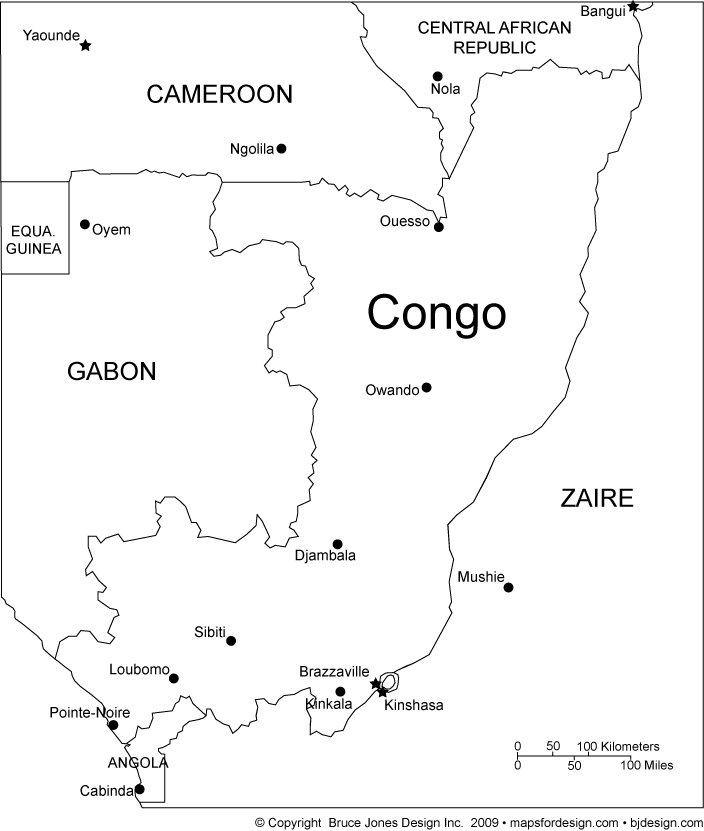 Bangui
Yaounde
CENTRAL AFRICAN
REPUBLIC
Nola
CAMEROON
Ngolila
EQUA.
GUINEA
Oyem
Ouesso
Congo
GABON
Owando
ZAIRE
Djambala
Mushie
Sibiti
Loubomo
Brazzaville
Kinkala
Kinshasa
Pointe-Noire
ANGOLA
Cabinda
0 50 100 Kilometers
0 50 100 Miles
© Copyright Bruce Jones Design Inc. 2009 • mapsfordesign.com • bjdesign.com